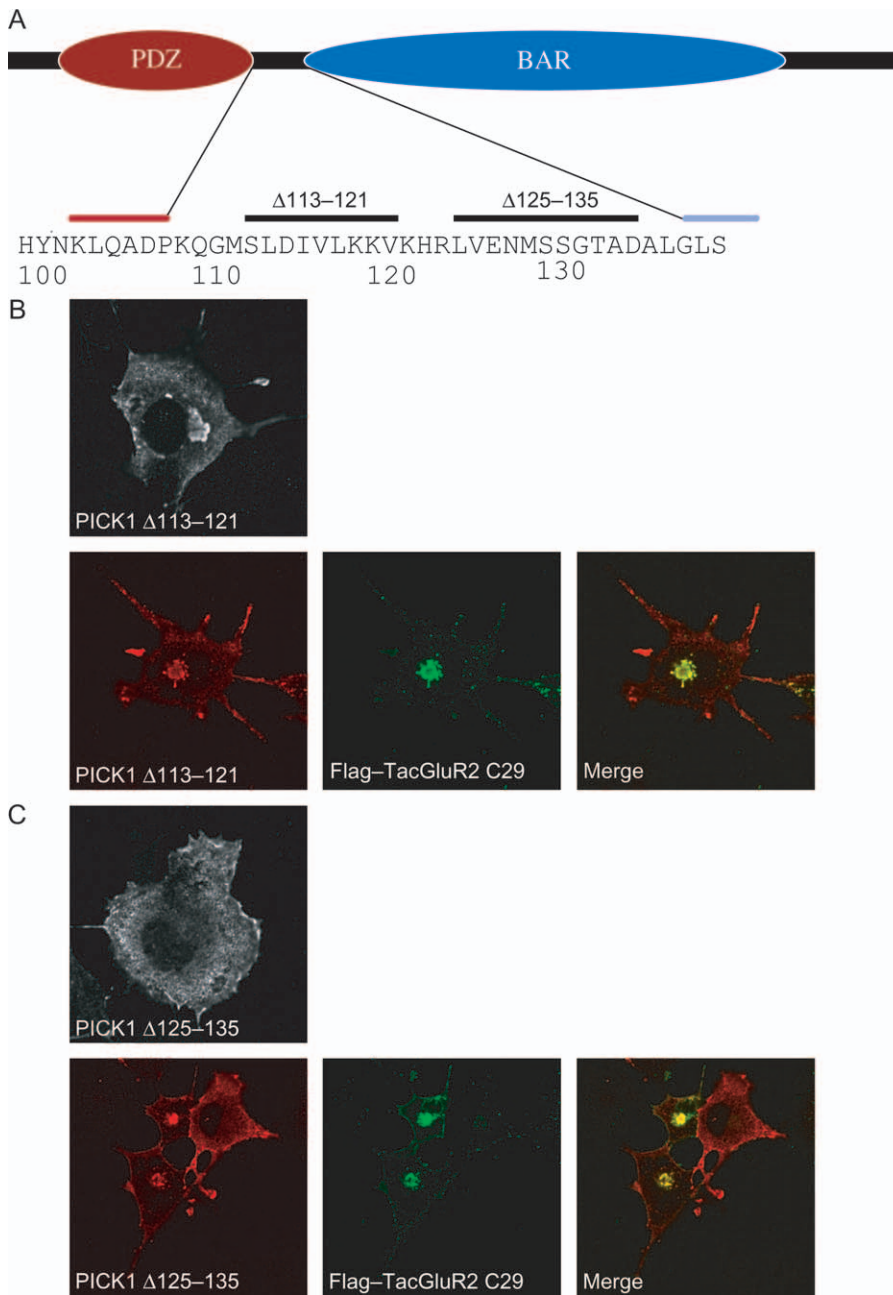 A
PDZ
BAR
Δ113–121
Δ125–135
HYNKLQADPKQGMSLDIVLKKVKHRLVENMSSGTADALGLS
100 110 120 130
B
PICK1 Δ113–121
PICK1 Δ113–121
Flag–TacGluR2 C29
Merge
C
PICK1 Δ125–135
PICK1 Δ125–135
Flag–TacGluR2 C29
Merge